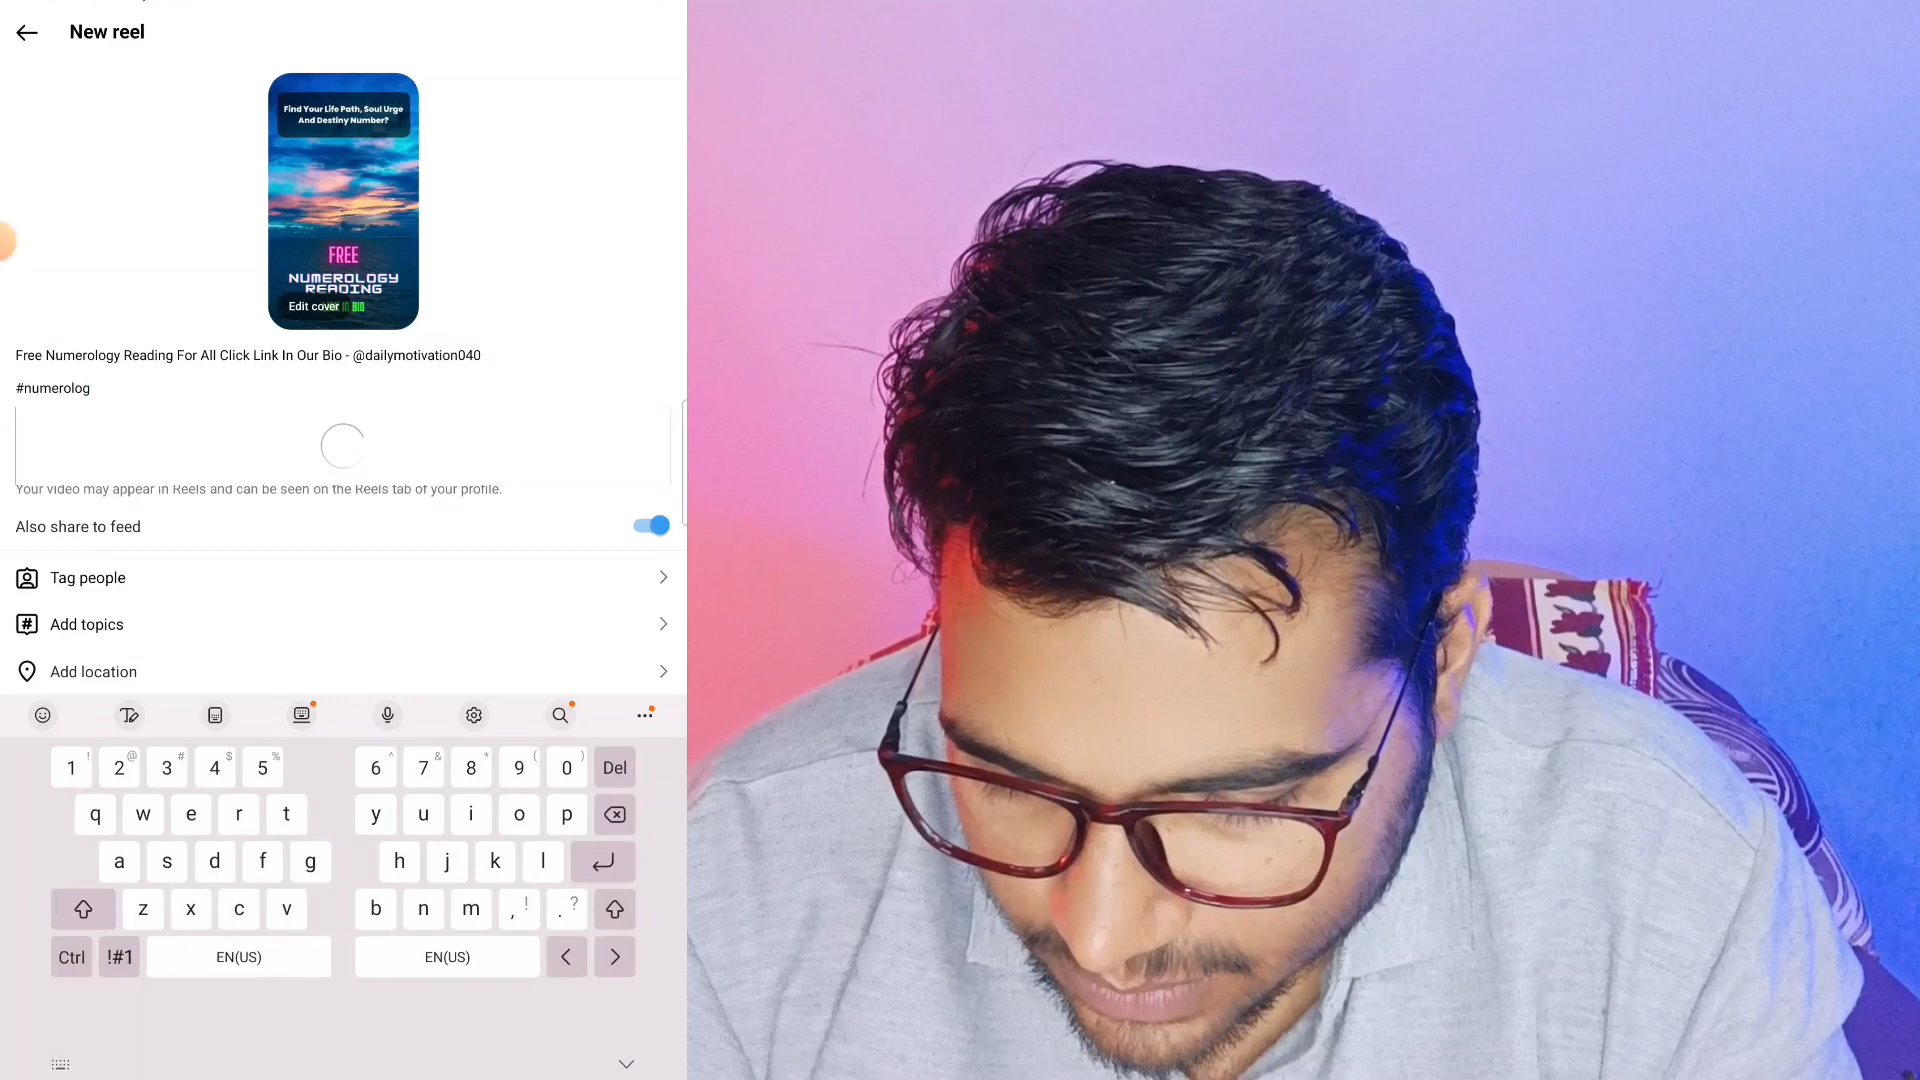 New reel
Find Your Life Path, Soul Urge
And Destiny Number?
FREE
NUMEROLOGY
READING
Edit cover IN BIO
Free Numerology Reading For All Click Link In Our Bio - @dailymotivation040
#numerolog
Your video may appear in Reels and can be seen on the Reels tab of your profile.
Also share to feed
Tag people
Add topics
Add location
1 ! 2 @ 3 # 4 $ 5 % 6 ^ 7 & 8 * 9 ( 0 ) Del
q w e r t y u i o p
a s d f g h j k l
z x c v b n m , ! . ?
Ctrl !#1 EN(US) EN(US) < >